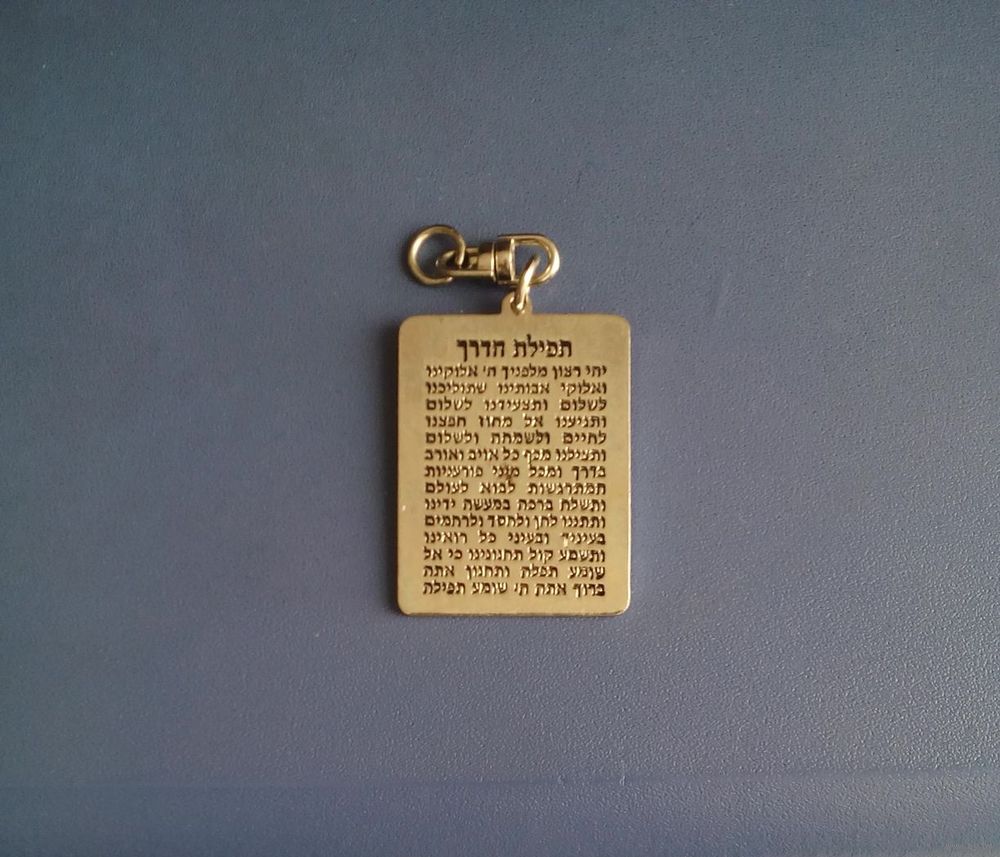 תפילת הדרך
יהי רצון מלפניך ה׳ אלוקינו
ואלוקי אבותינו שתוליכנו
לשלום ותצעידנו לשלום
ותגיענו אל מחוז חפצנו
לחיים ולשמחה ולשלום
ותצילנו מכף כל אויב ואורב
בדרך ומכל מיני פורעניות
המתרגשות לבוא לעולם
ותשלח ברכה במעשה ידינו
ותתננו לחן ולחסד ולרחמים
בעיניך ובעיני כל רואינו
ותשמע קול תחנונינו כי אל
שומע תפלה ותחנון אתה
ברוך אתה ה׳ שומע תפילה